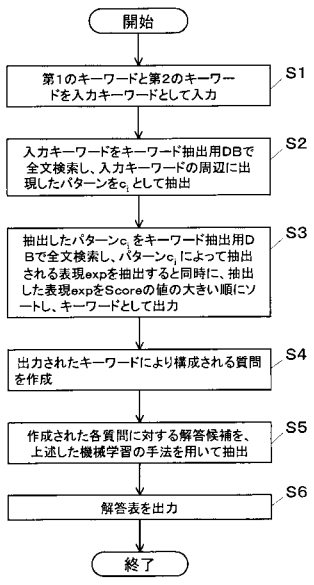 開始
S1
第1のキーワードと第2のキーワー
ドを入力キーワードとして入力
S2
入力キーワードをキーワード抽出用DBで
全文検索し、入力キーワードの周辺に出
現したパターンをciとして抽出
S3
抽出したパターンciをキーワード抽出用D
Bで全文検索し、パターンciによって抽出
される表現expを抽出すると同時に、抽出
した表現expをScoreの値の大きい順にソ
ートし、キーワードとして出力
S4
出力されたキーワードにより構成される質問
を作成
S5
作成された各質問に対する解答候補を、
上述した機械学習の手法を用いて抽出
S6
解答表を出力
終了